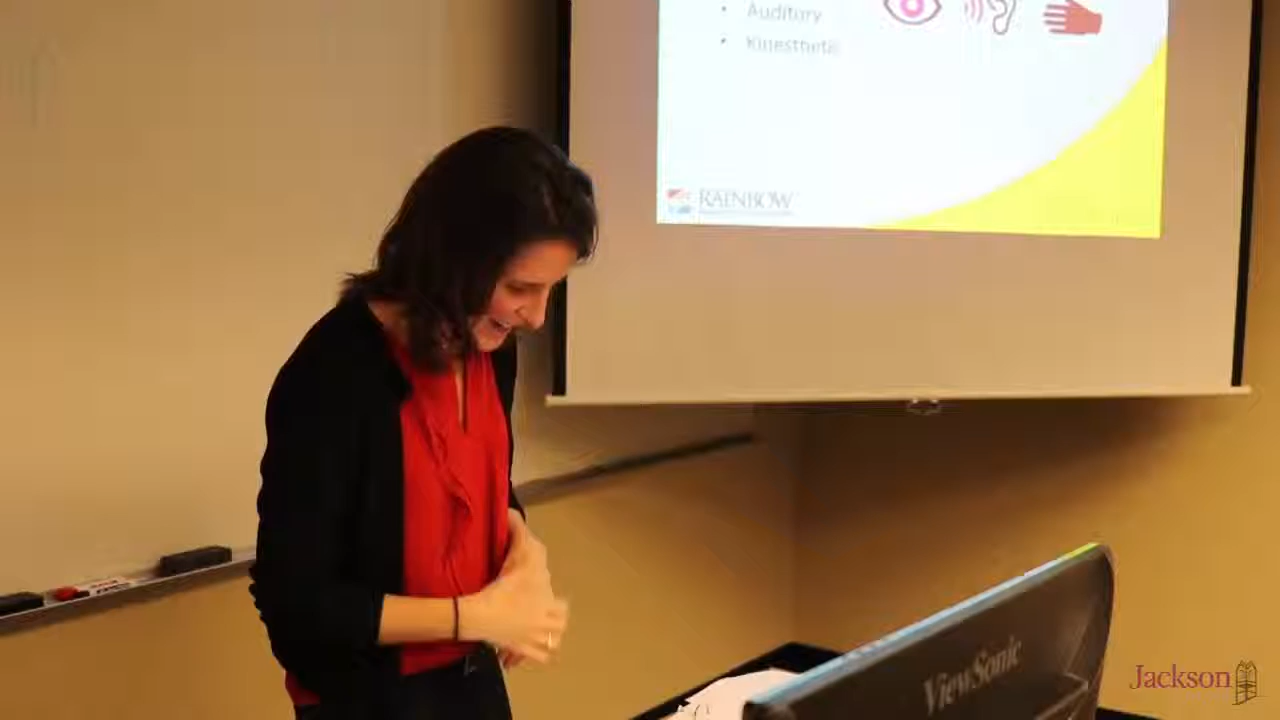 • Auditory
• Kinesthetic
RAINBOW
ViewSonic
Jackson